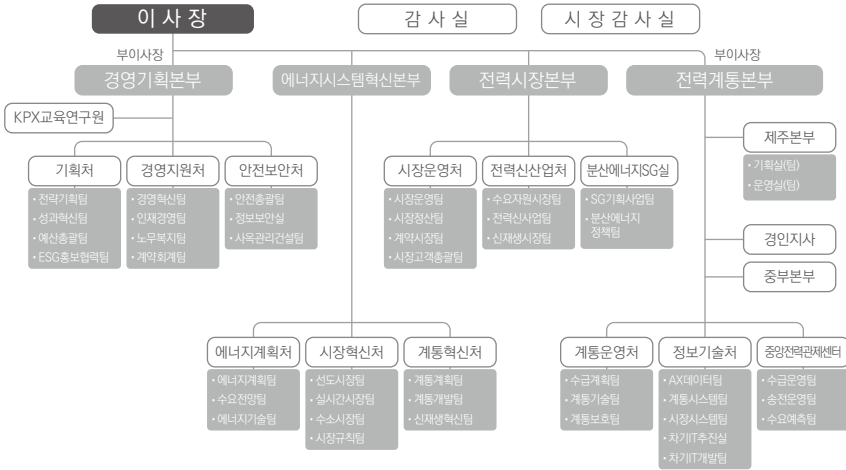 이사장
감사실
시장감사실
부이사장
부이사장
경영기획본부
에너지시스템혁신본부
전력시장본부
전력계통본부
KPX교육연구원
기획처
• 전략기획팀
• 성과혁신팀
• 예산총괄팀
• ESG홍보협력팀
경영지원처
• 경영혁신팀
• 인재경영팀
• 노무복지팀
• 계약회계팀
안전보안처
• 안전총괄팀
• 정보보안실
• 사옥관리건설팀
시장운영처
• 시장운영팀
• 시장정산팀
• 계약시장팀
• 시장고객총괄팀
전력신산업처
• 수요자원시장팀
• 전력신사업팀
• 신재생시장팀
분산에너지SG실
• SG기획사업팀
• 분산에너지
정책팀
제주본부
• 기획실(팀)
• 운영실(팀)
경인지사
중부본부
에너지계획처
• 에너지계획팀
• 수요전망팀
• 에너지기술팀
시장혁신처
• 선도시장팀
• 실시간시장팀
• 수소시장팀
• 시장규칙팀
계통혁신처
• 계통계획팀
• 계통개발팀
• 신재생혁신팀
계통운영처
• 수급계획팀
• 계통기술팀
• 계통보호팀
정보기술처
• AX데이터팀
• 계통시스템팀
• 시장시스템팀
• 차기IT추진실
• 차기IT개발팀
중앙전력관제센터
• 수급운영팀
• 송전운영팀
• 수요예측팀